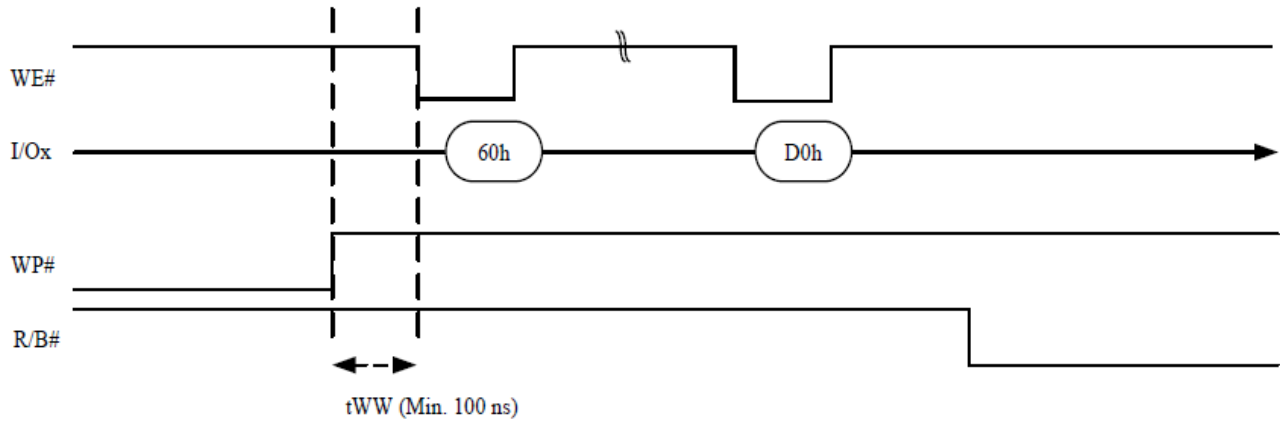 WE#
I/Ox
60h
D0h
WP#
R/B#
tWW (Min. 100 ns)